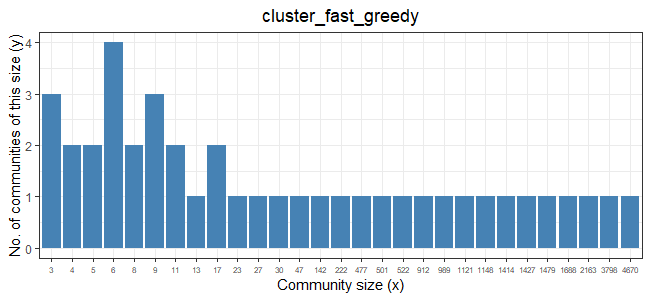 cluster_fast_greedy
No. of communities of this size (y)
4
3
2
1
0
3 4 5 6 8 9 11 13 17 23 27 30 47 142 222 477 501 522 912 989 1121 1148 1414 1427 1479 1688 2163 3798 4670
Community size (x)